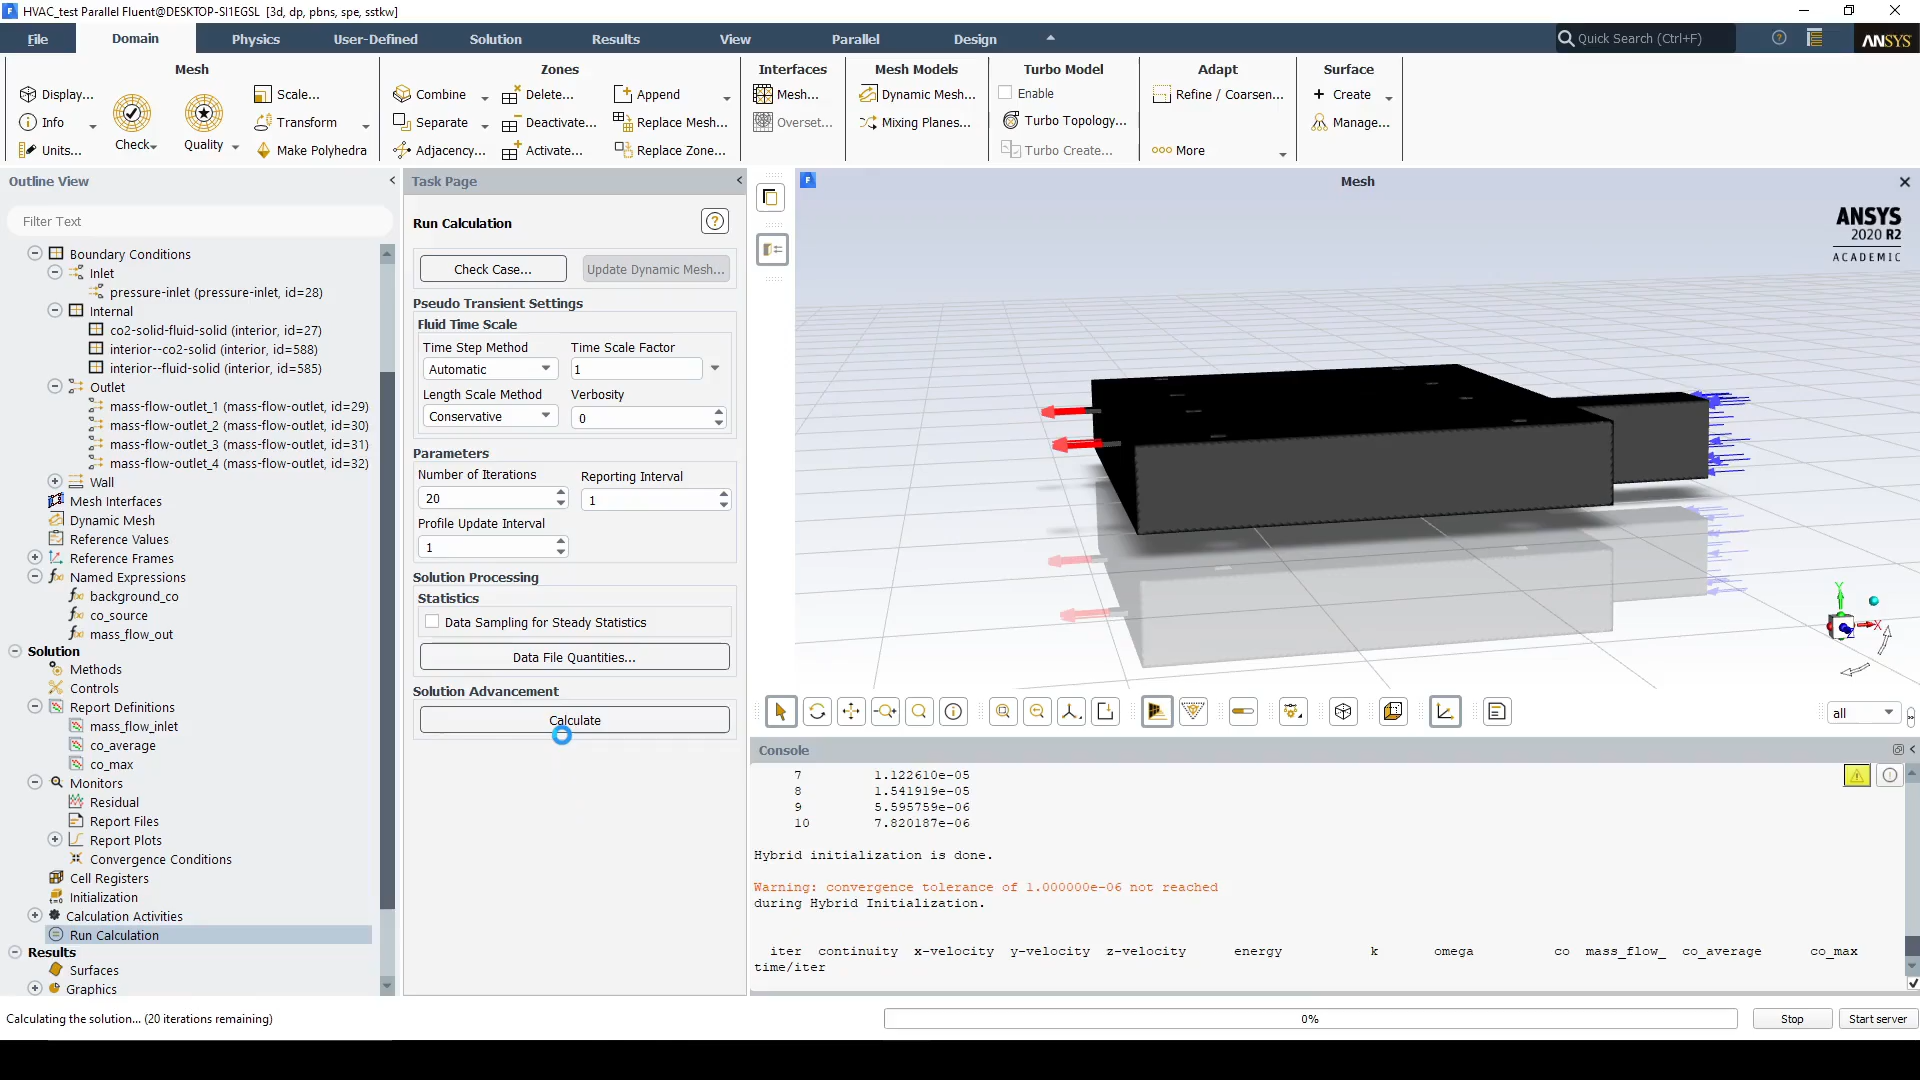 HVAC_test Parallel Fluent@DESKTOP-SI1EGSL [3d, dp, pbns, spe, sstkw]
File
Domain
Physics
User-Defined
Solution
Results
View
Parallel
Design
Quick Search (Ctrl+F)
ANSYS
Mesh
Display...
Info
Units...
Check
Quality
Scale...
Transform
Make Polyhedra
Zones
Combine
Separate
Adjacency...
Delete...
Deactivate...
Activate...
Append
Replace Mesh...
Replace Zone...
Interfaces
Mesh...
Overset...
Mesh Models
Dynamic Mesh...
Mixing Planes...
Turbo Model
Enable
Turbo Topology...
Turbo Create...
Adapt
Refine / Coarsen...
More
Surface
Create
Manage...
Outline View
Filter Text
Boundary Conditions
Inlet
pressure-inlet (pressure-inlet, id=28)
Internal
co2-solid-fluid-solid (interior, id=27)
interior--co2-solid (interior, id=588)
interior--fluid-solid (interior, id=585)
Outlet
mass-flow-outlet_1 (mass-flow-outlet, id=29)
mass-flow-outlet_2 (mass-flow-outlet, id=30)
mass-flow-outlet_3 (mass-flow-outlet, id=31)
mass-flow-outlet_4 (mass-flow-outlet, id=32)
Wall
Mesh Interfaces
Dynamic Mesh
Reference Values
Reference Frames
Named Expressions
background_co
co_source
mass_flow_out
Solution
Methods
Controls
Report Definitions
mass_flow_inlet
co_average
co_max
Monitors
Residual
Report Files
Report Plots
Convergence Conditions
Cell Registers
Initialization
Calculation Activities
Run Calculation
Results
Surfaces
Graphics
Task Page
Run Calculation
Check Case...
Update Dynamic Mesh...
Pseudo Transient Settings
Fluid Time Scale
Time Step Method
Time Scale Factor
Automatic
1
Length Scale Method
Verbosity
Conservative
0
Parameters
Number of Iterations
Reporting Interval
20
1
Profile Update Interval
1
Solution Processing
Statistics
Data Sampling for Steady Statistics
Data File Quantities...
Solution Advancement
Calculate
Mesh
ANSYS
2020 R2
ACADEMIC
Y
X
Z
all
Console
7 1.122610e-05
8 1.541919e-05
9 5.595759e-06
10 7.820187e-06
Hybrid initialization is done.
Warning: convergence tolerance of 1.000000e-06 not reached
during Hybrid Initialization.
iter continuity x-velocity y-velocity z-velocity energy k omega co mass_flow_ co_average co_max
time/iter
Calculating the solution... (20 iterations remaining)
0%
Stop
Start server